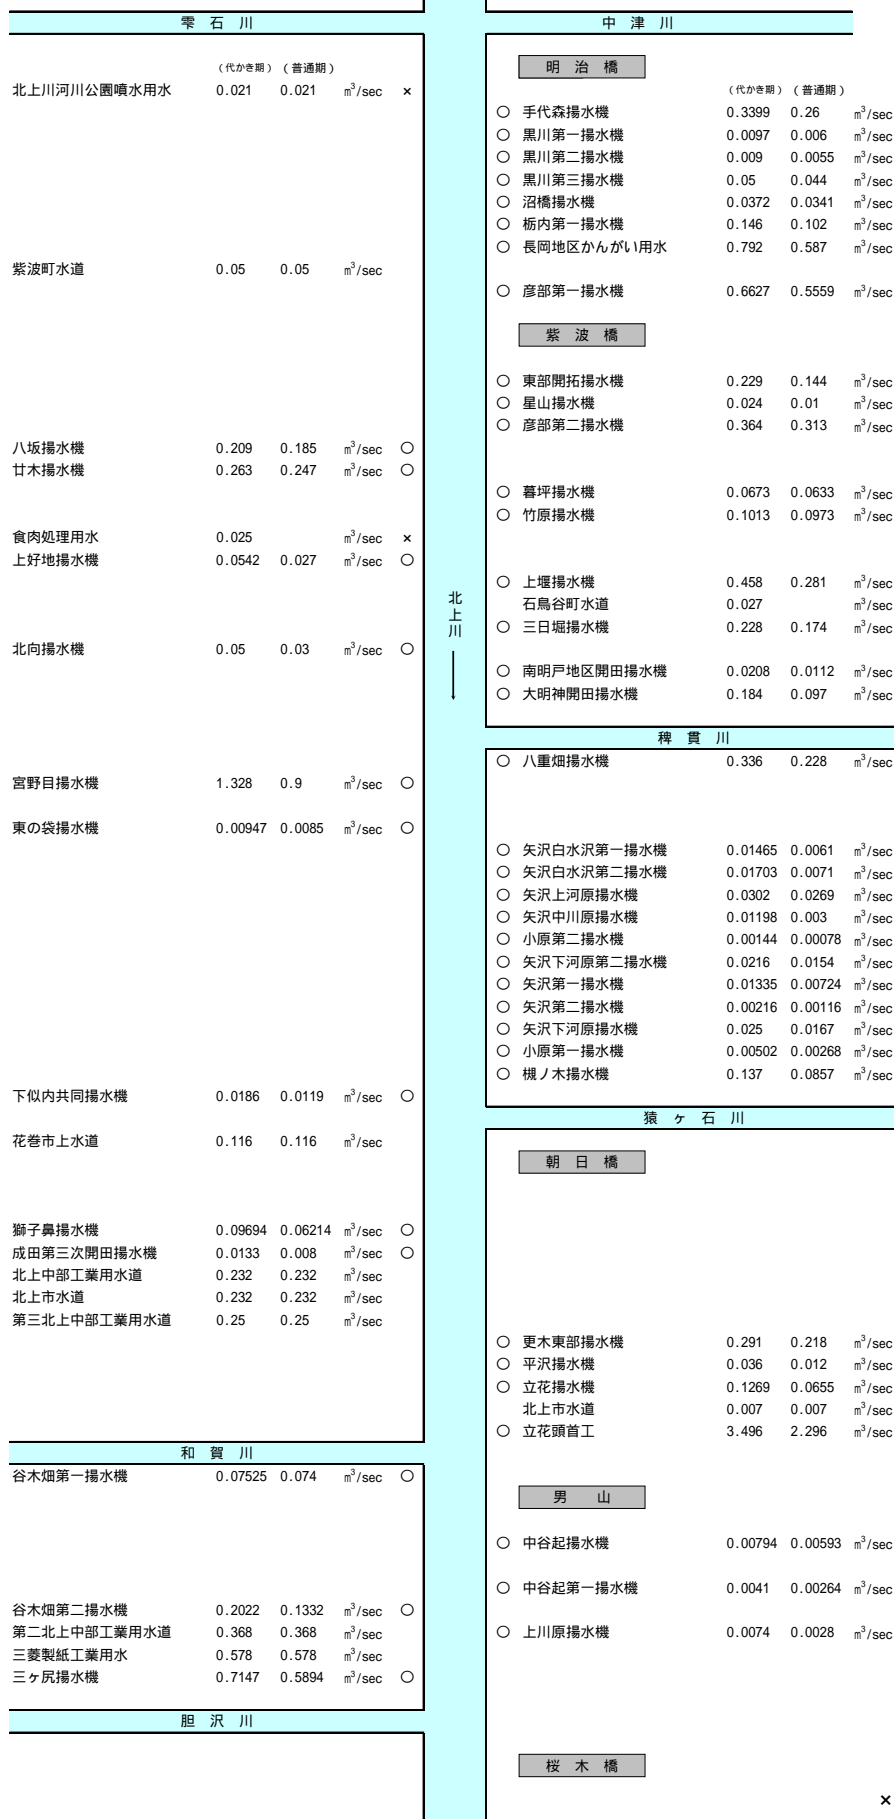 雫 石 川
(代かき期) (普通期)
北上川河川公園噴水用水 0.021 0.021 m³/sec ×
紫波町水道 0.05 0.05 m³/sec
八坂揚水機 0.209 0.185 m³/sec ○
廿木揚水機 0.263 0.247 m³/sec ○
食肉処理用水 0.025 m³/sec ×
上好地揚水機 0.0542 0.027 m³/sec ○
北向揚水機 0.05 0.03 m³/sec ○
宮野目揚水機 1.328 0.9 m³/sec ○
東の袋揚水機 0.00947 0.0085 m³/sec ○
下似内共同揚水機 0.0186 0.0119 m³/sec ○
花巻市上水道 0.116 0.116 m³/sec
獅子鼻揚水機 0.09694 0.06214 m³/sec ○
成田第三次開田揚水機 0.0133 0.008 m³/sec ○
北上中部工業用水道 0.232 0.232 m³/sec
北上市水道 0.232 0.232 m³/sec
第三北上中部工業用水道 0.25 0.25 m³/sec
和 賀 川
谷木畑第一揚水機 0.07525 0.074 m³/sec ○
谷木畑第二揚水機 0.2022 0.1332 m³/sec ○
第二北上中部工業用水道 0.368 0.368 m³/sec
三菱製紙工業用水 0.578 0.578 m³/sec
三ヶ尻揚水機 0.7147 0.5894 m³/sec ○
胆 沢 川
北上川
中 津 川
明 治 橋
(代かき期) (普通期)
○ 手代森揚水機 0.3399 0.26 m³/sec
○ 黒川第一揚水機 0.0097 0.006 m³/sec
○ 黒川第二揚水機 0.009 0.0055 m³/sec
○ 黒川第三揚水機 0.05 0.044 m³/sec
○ 沼橋揚水機 0.0372 0.0341 m³/sec
○ 栃内第一揚水機 0.146 0.102 m³/sec
○ 長岡地区かんがい用水 0.792 0.587 m³/sec
○ 彦部第一揚水機 0.6627 0.5559 m³/sec
紫 波 橋
○ 東部開拓揚水機 0.229 0.144 m³/sec
○ 星山揚水機 0.024 0.01 m³/sec
○ 彦部第二揚水機 0.364 0.313 m³/sec
○ 暮坪揚水機 0.0673 0.0633 m³/sec
○ 竹原揚水機 0.1013 0.0973 m³/sec
○ 上堰揚水機 0.458 0.281 m³/sec
石鳥谷町水道 0.027 m³/sec
○ 三日堀揚水機 0.228 0.174 m³/sec
○ 南明戸地区開田揚水機 0.0208 0.0112 m³/sec
○ 大明神開田揚水機 0.184 0.097 m³/sec
稗 貫 川
○ 八重畑揚水機 0.336 0.228 m³/sec
○ 矢沢白水沢第一揚水機 0.01465 0.0061 m³/sec
○ 矢沢白水沢第二揚水機 0.01703 0.0071 m³/sec
○ 矢沢上河原揚水機 0.0302 0.0269 m³/sec
○ 矢沢中川原揚水機 0.01198 0.003 m³/sec
○ 小原第二揚水機 0.00144 0.00078 m³/sec
○ 矢沢下河原第二揚水機 0.0216 0.0154 m³/sec
○ 矢沢第一揚水機 0.01335 0.00724 m³/sec
○ 矢沢第二揚水機 0.00216 0.00116 m³/sec
○ 矢沢下河原揚水機 0.025 0.0167 m³/sec
○ 小原第一揚水機 0.00502 0.00268 m³/sec
○ 槻ノ木揚水機 0.137 0.0857 m³/sec
猿 ヶ 石 川
朝 日 橋
○ 更木東部揚水機 0.291 0.218 m³/sec
○ 平沢揚水機 0.036 0.012 m³/sec
○ 立花揚水機 0.1269 0.0655 m³/sec
北上市水道 0.007 0.007 m³/sec
○ 立花頭首工 3.496 2.296 m³/sec
男 山
○ 中谷起揚水機 0.00794 0.00593 m³/sec
○ 中谷起第一揚水機 0.0041 0.00264 m³/sec
○ 上川原揚水機 0.0074 0.0028 m³/sec
桜 木 橋
×